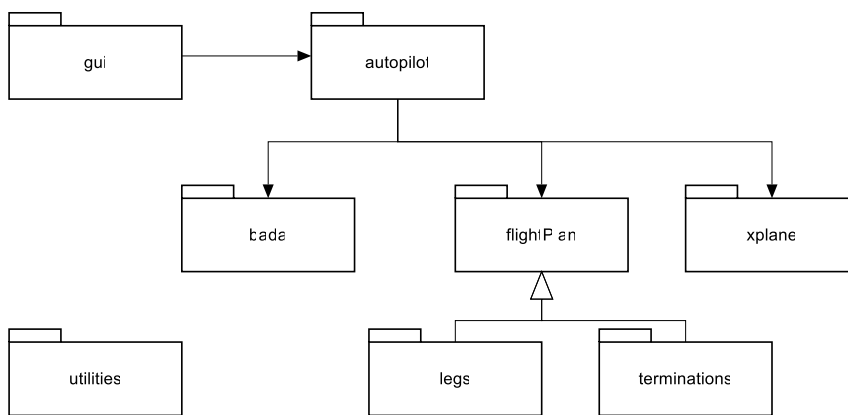 gui
autopilot
bada
flightPlan
xplane
utilities
legs
terminations